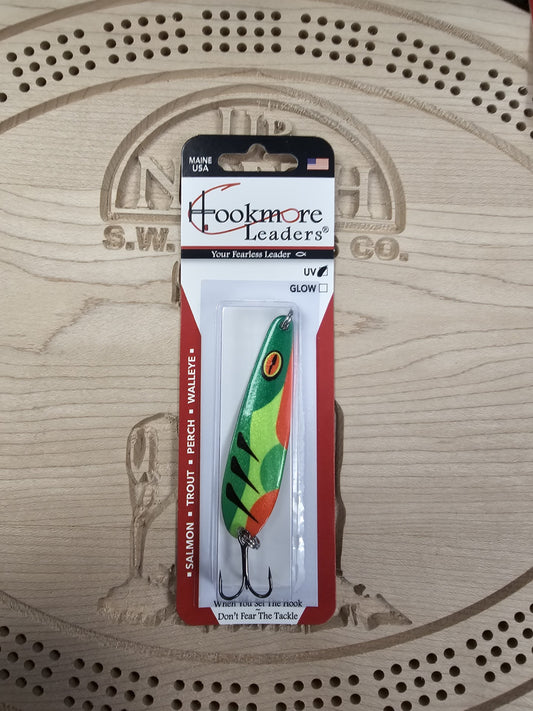 UP
S.W.
CO.
MAINE
USA
Hookmore
Leaders®
Your Fearless Leader
UV
GLOW
SALMON ▪ TROUT ▪ PERCH ▪ WALLEYE ▪
When You Set The Hook
~
Don't Fear The Tackle